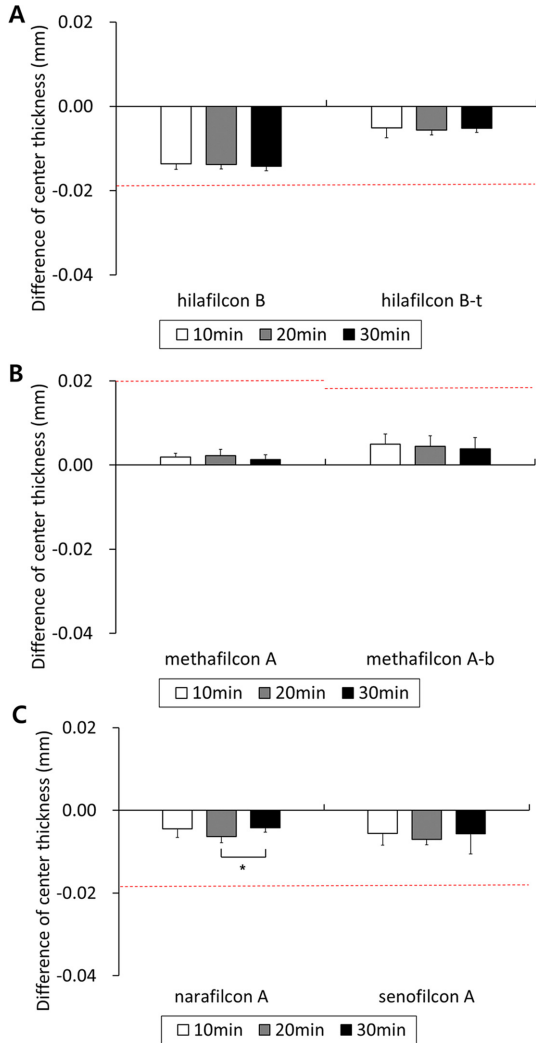 A
Difference of center thickness (mm)
0.02
0.00
-0.02
-0.04
hilafilcon B hilafilcon B-t
10min 20min 30min
B
Difference of center thickness (mm)
0.02
0.00
-0.02
-0.04
methafilcon A methafilcon A-b
10min 20min 30min
C
Difference of center thickness (mm)
0.02
0.00
*
-0.02
-0.04
narafilcon A senofilcon A
10min 20min 30min